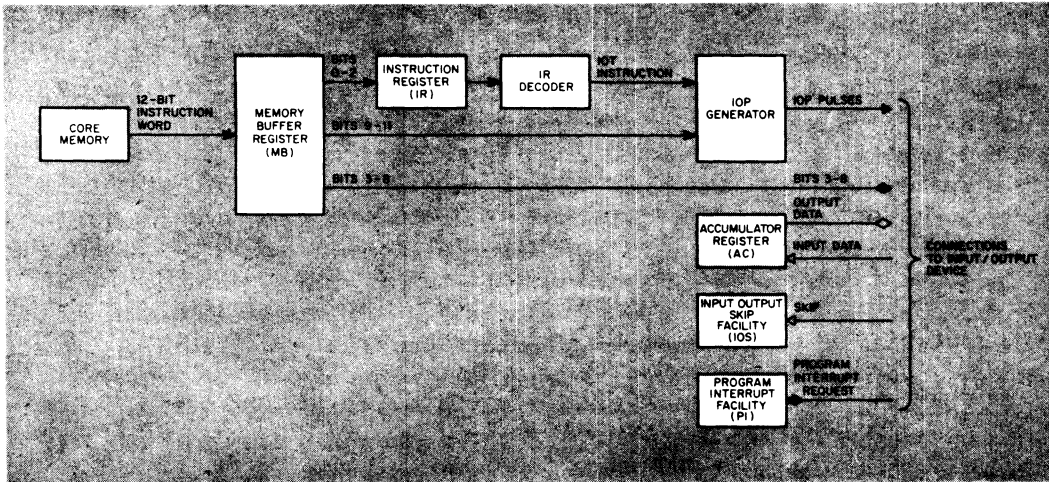 CORE
MEMORY
12-BIT
INSTRUCTION
WORD
MEMORY
BUFFER
REGISTER
(MB)
BITS
0-2
INSTRUCTION
REGISTER
(IR)
IR
DECODER
IOT
INSTRUCTION
BITS 9-11
IOP
GENERATOR
IOP PULSES
BITS 3-8
BITS 3-8
OUTPUT
DATA
ACCUMULATOR
REGISTER
(AC)
INPUT DATA
INPUT OUTPUT
SKIP
FACILITY
(IOS)
SKIP
PROGRAM
INTERRUPT
FACILITY
(PI)
PROGRAM
INTERRUPT
REQUEST
CONNECTIONS
TO INPUT/OUTPUT
DEVICE